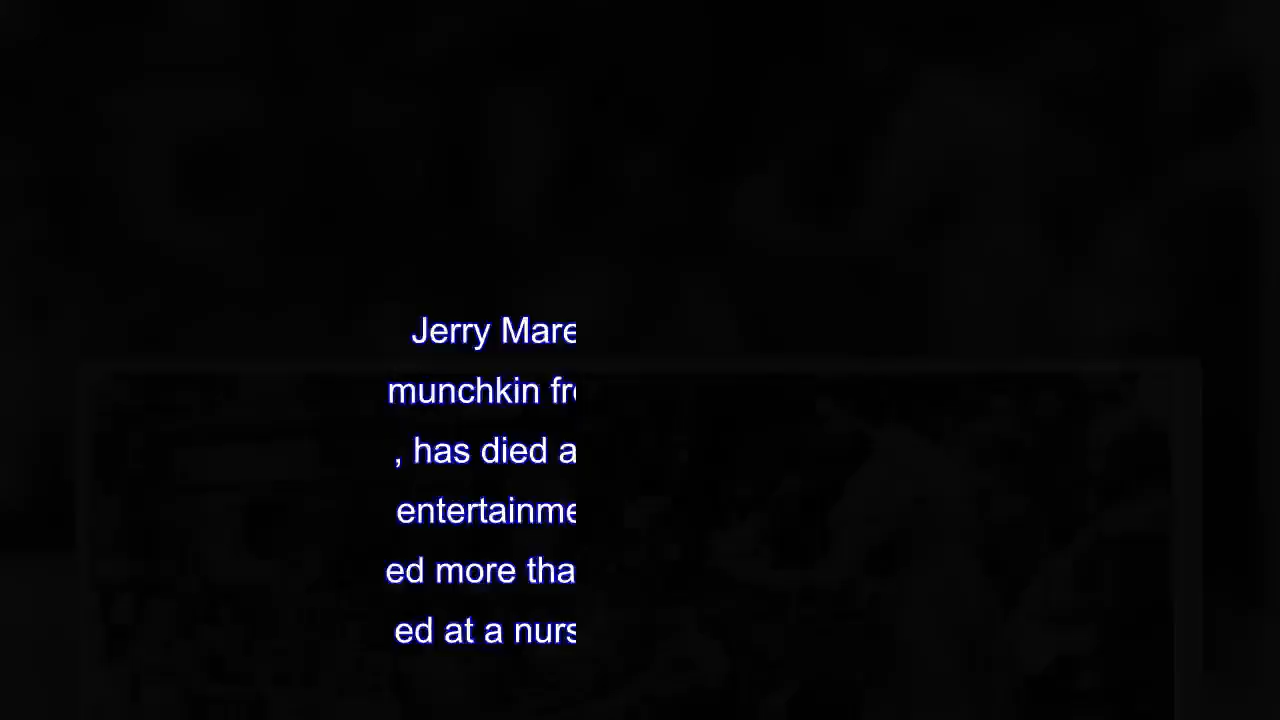 Jerry Mare
munchkin fr
, has died a
entertainme
ed more tha
ed at a nurs